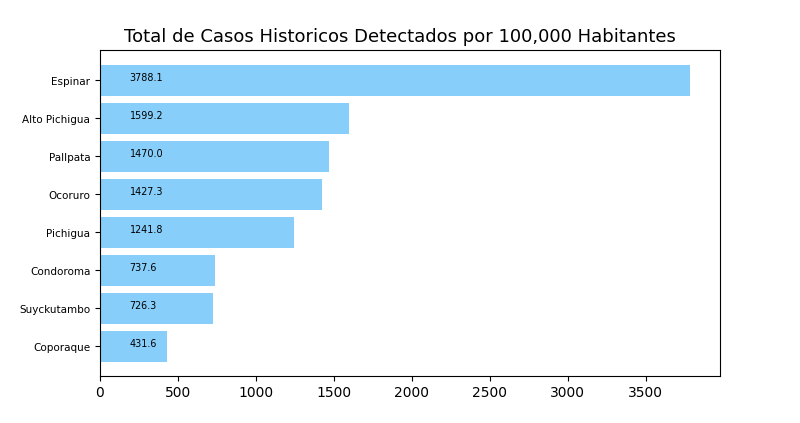 Total de Casos Historicos Detectados por 100,000 Habitantes
Espinar 3788.1
Alto Pichigua 1599.2
Pallpata 1470.0
Ocoruro 1427.3
Pichigua 1241.8
Condoroma 737.6
Suyckutambo 726.3
Coporaque 431.6
0 500 1000 1500 2000 2500 3000 3500